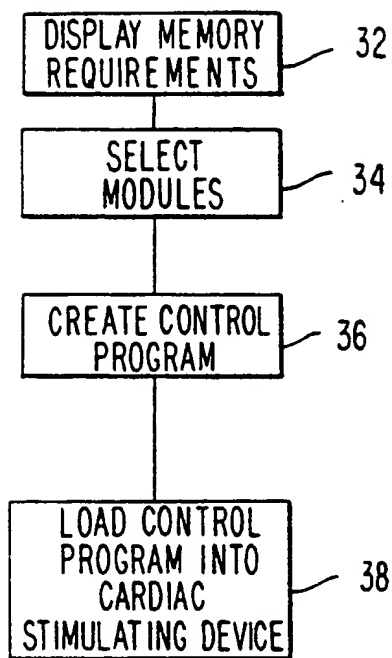 DISPLAY MEMORY
REQUIREMENTS
32
SELECT
MODULES
34
CREATE CONTROL
PROGRAM
36
LOAD CONTROL
PROGRAM INTO
CARDIAC
STIMULATING DEVICE
38